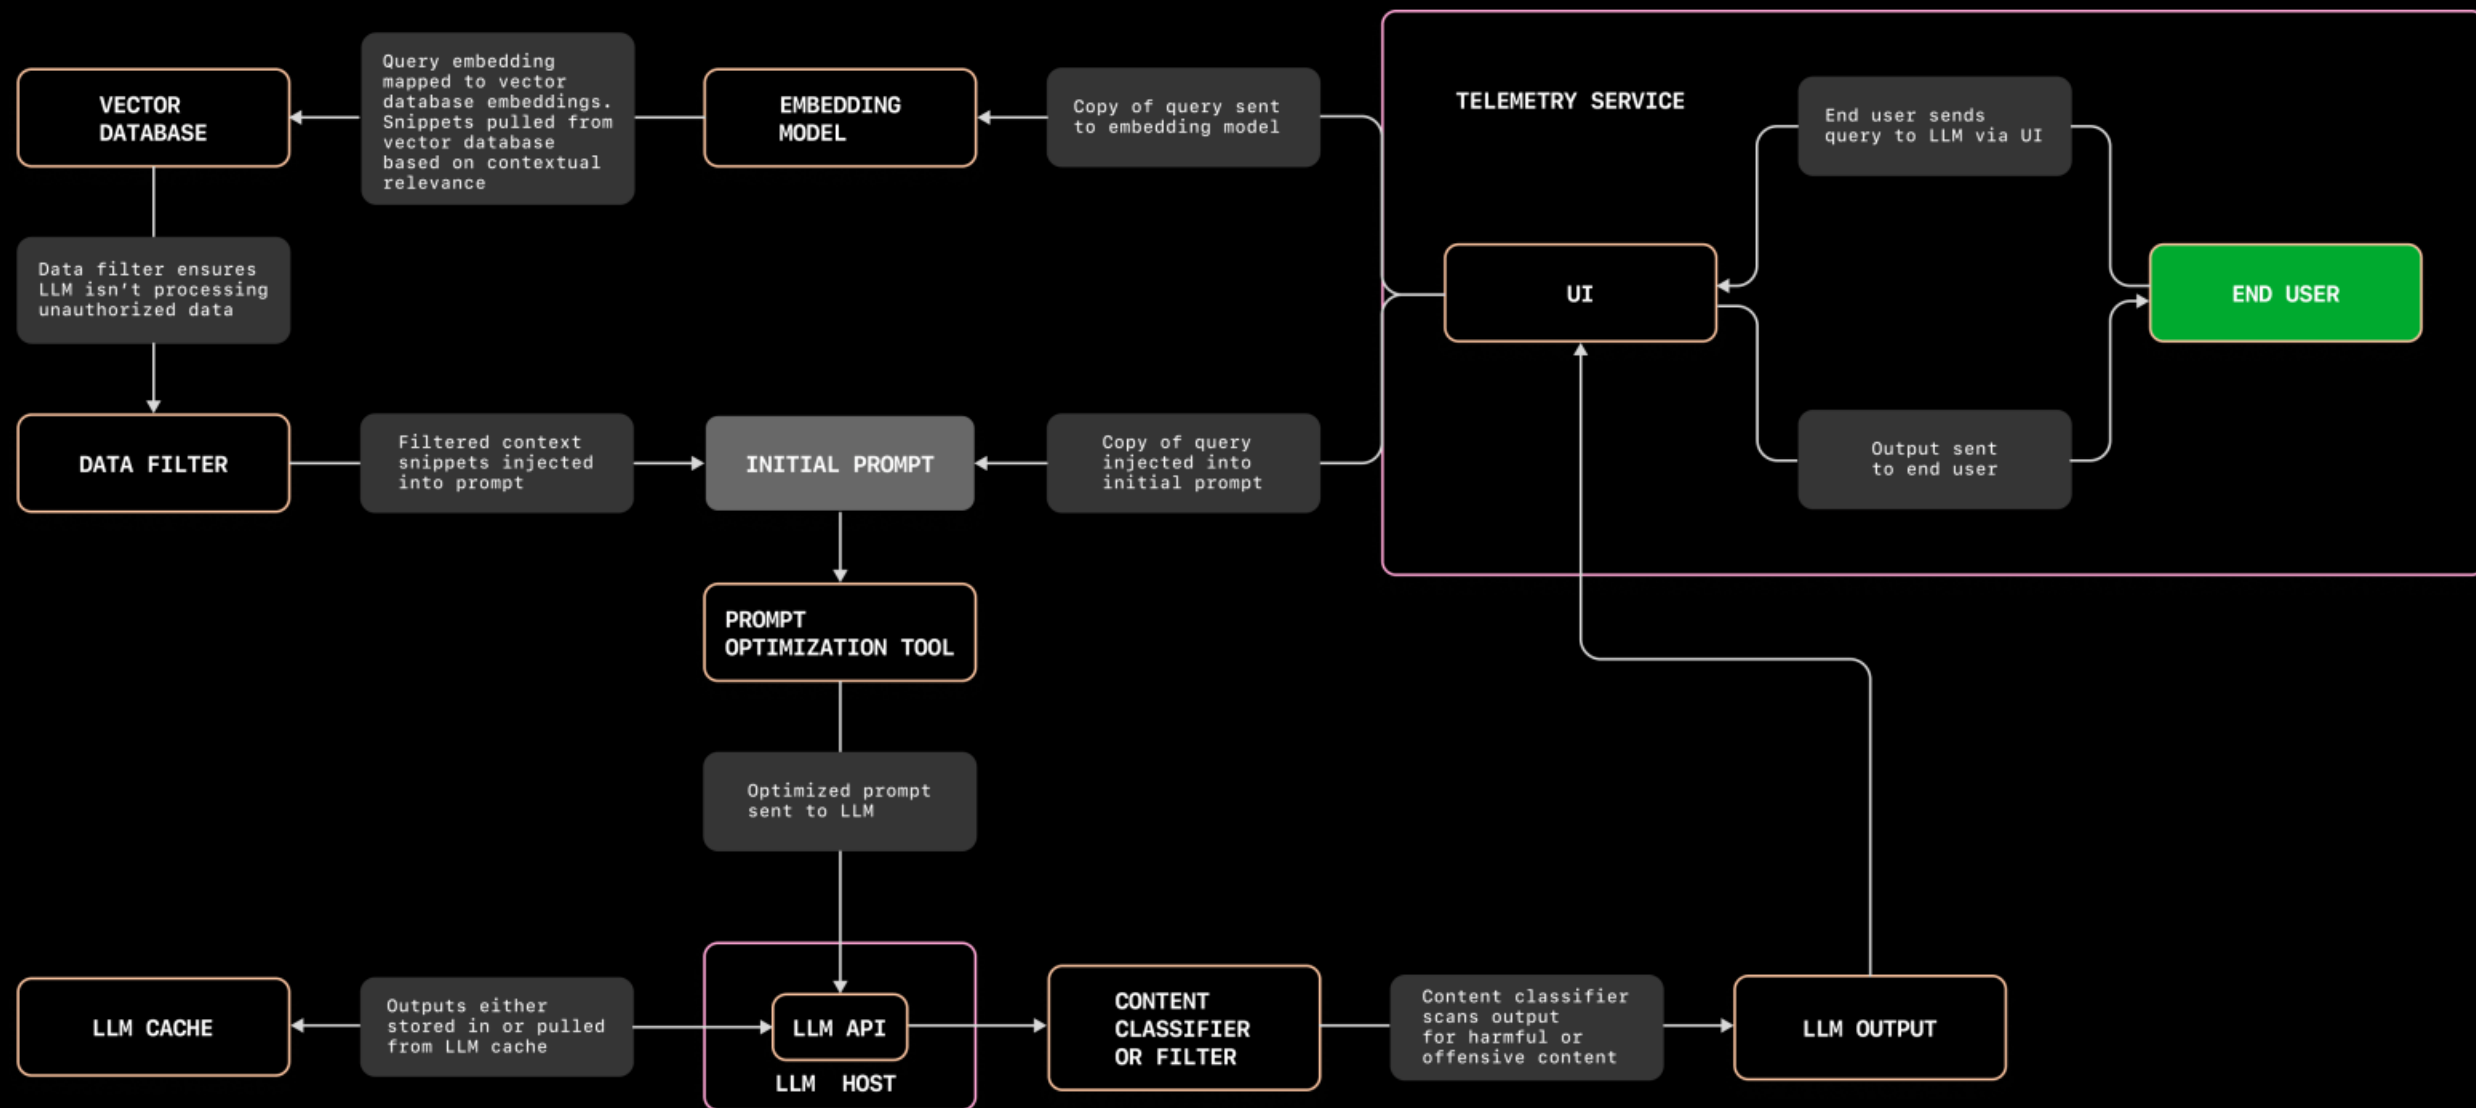 VECTOR
DATABASE
Query embedding
mapped to vector
database embeddings.
Snippets pulled from
vector database
based on contextual
relevance
EMBEDDING
MODEL
Copy of query sent
to embedding model
TELEMETRY SERVICE
End user sends
query to LLM via UI
Data filter ensures
LLM isn't processing
unauthorized data
UI
END USER
DATA FILTER
Filtered context
snippets injected
into prompt
INITIAL PROMPT
Copy of query
injected into
initial prompt
Output sent
to end user
PROMPT
OPTIMIZATION TOOL
Optimized prompt
sent to LLM
LLM CACHE
Outputs either
stored in or pulled
from LLM cache
LLM API
LLM HOST
CONTENT
CLASSIFIER
OR FILTER
Content classifier
scans output
for harmful or
offensive content
LLM OUTPUT